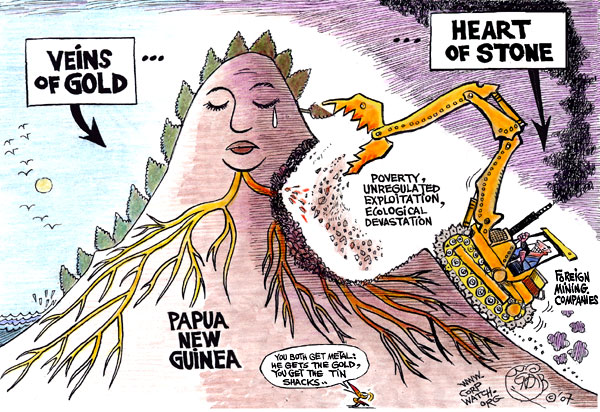 VEINS
OF GOLD
...
...
HEART
OF STONE
POVERTY,
UNREGULATED
EXPLOITATION,
ECOLOGICAL
DEVASTATION
FOREIGN
MINING
COMPANIES
PAPUA
NEW
GUINEA
YOU BOTH GET METAL:
HE GETS THE GOLD,
YOU GET THE TIN
SHACKS..
WWW.
CORP
WATCH.
ORG
© '07